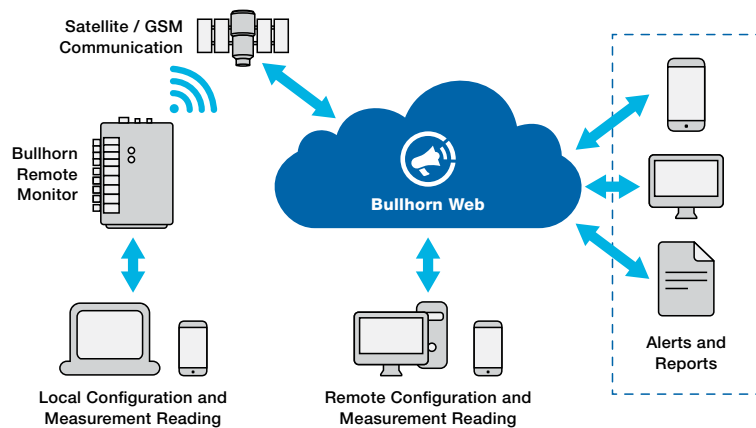 Satellite / GSM
Communication
Bullhorn
Remote
Monitor
Bullhorn Web
Alerts and
Reports
Local Configuration and
Measurement Reading
Remote Configuration and
Measurement Reading